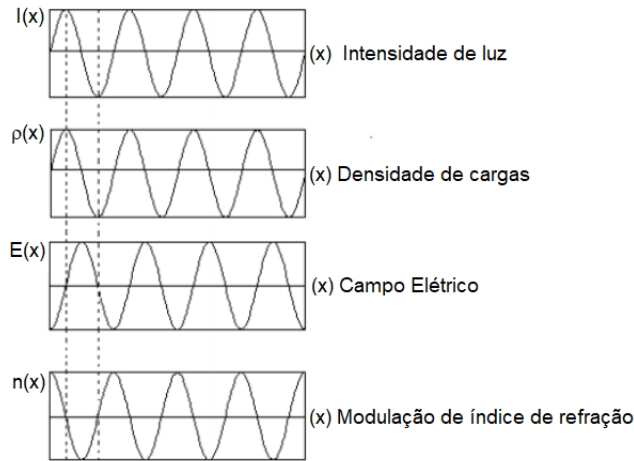 I(x)
(x) Intensidade de luz
ρ(x)
(x) Densidade de cargas
E(x)
(x) Campo Elétrico
n(x)
(x) Modulação de índice de refração